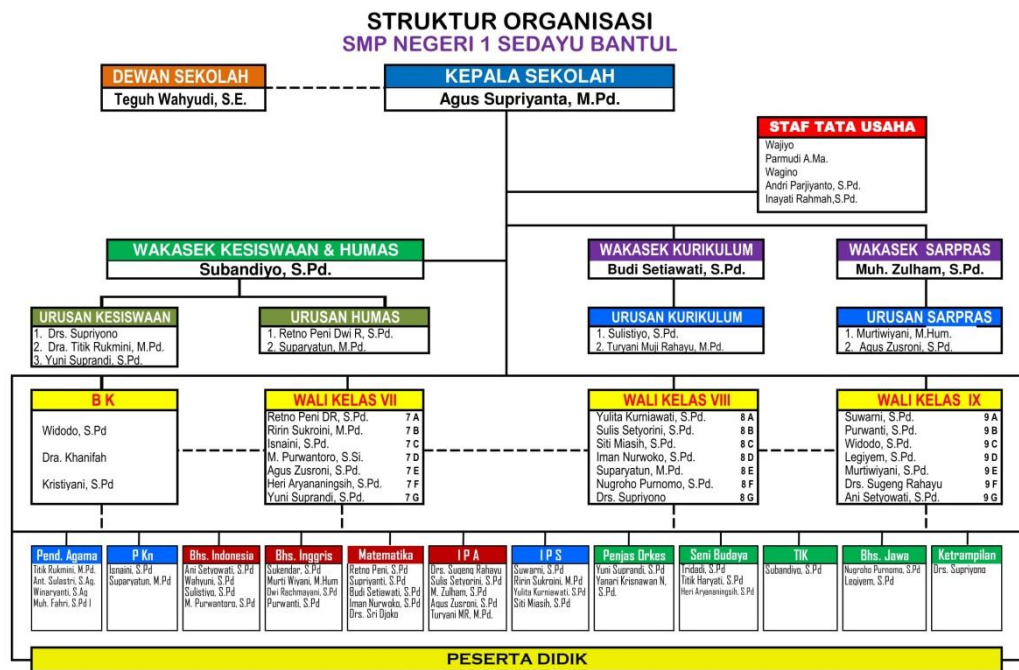 STRUKTUR ORGANISASI
SMP NEGERI 1 SEDAYU BANTUL
DEWAN SEKOLAH
Teguh Wahyudi, S.E.
KEPALA SEKOLAH
Agus Supriyanta, M.Pd.
STAF TATA USAHA
Wajiyo
Parmudi A.Ma.
Wagino
Andri Parjiyanto, S.Pd.
Inayati Rahmah,S.Pd.
WAKASEK KESISWAAN & HUMAS
Subandiyo, S.Pd.
WAKASEK KURIKULUM
Budi Setiawati, S.Pd.
WAKASEK SARPRAS
Muh. Zulham, S.Pd.
URUSAN KESISWAAN
1. Drs. Supriyono
2. Dra. Titik Rukmini, M.Pd.
3. Yuni Suprandi, S.Pd.
URUSAN HUMAS
1. Retno Peni Dwi R, S.Pd.
2. Suparyatun, M.Pd.
URUSAN KURIKULUM
1. Sulistiyo, S.Pd.
2. Turyani Muji Rahayu, M.Pd.
URUSAN SARPRAS
1. Murtiwiyani, M.Hum.
2. Agus Zusroni, S.Pd.
B K
Widodo, S.Pd
Dra. Khanifah
Kristiyani, S.Pd
WALI KELAS VII
Retno Peni DR, S.Pd. 7 A
Ririn Sukroini, M.Pd. 7 B
Isnaini, S.Pd. 7 C
M. Purwantoro, S.Si. 7 D
Agus Zusroni, S.Pd. 7 E
Heri Aryananingsih, S.Pd. 7 F
Yuni Suprandi, S.Pd. 7 G
WALI KELAS VIII
Yulita Kurniawati, S.Pd. 8 A
Sulis Setyorini, S.Pd. 8 B
Siti Miasih, S.Pd. 8 C
Iman Nurwoko, S.Pd. 8 D
Suparyatun, M.Pd. 8 E
Nugroho Purnomo, S.Pd. 8 F
Drs. Supriyono 8 G
WALI KELAS IX
Suwarni, S.Pd. 9 A
Purwanti, S.Pd. 9 B
Widodo, S.Pd. 9 C
Legiyem, S.Pd. 9 D
Murtiwiyani, S.Pd. 9 E
Drs. Sugeng Rahayu 9 F
Ani Setyowati, S.Pd. 9 G
Pend. Agama
Titik Rukmini, M.Pd.
Ant. Sulastri, S.Ag.
Winaryanti, S.Ag
Muh. Fahri, S.Pd I
P Kn
Isnaini, S.Pd
Suparyatun, M.Pd
Bhs. Indonesia
Ani Setyowati, S.Pd
Wahyuni, S.Pd
Sulistiyo, S.Pd
M. Purwantoro, S.Pd
Bhs. Inggris
Sukendar, S.Pd
Murti Wiyani, M.Hum
Dwi Rachmayani, S.Pd
Purwanti, S.Pd
Matematika
Retno Peni, S.Pd
Supriyanti, S.Pd
Budi Setiawati, S.Pd
Iman Nurwoko, S.Pd
Drs. Sri Djoko
I P A
Drs. Sugeng Rahayu
Sulis Setyorini, S.Pd
M. Zulham, S.Pd
Agus Zusroni, S.Pd
Turyani MR, M.Pd.
I P S
Suwarni, S.Pd
Ririn Sukroini, M.Pd
Yulita Kurniawati, S.Pd
Siti Miasih, S.Pd
Penjas Orkes
Yuni Suprandi, S.Pd
Yanari Krisnawan N,
S.Pd.
Seni Budaya
Tridadi, S.Pd
Titik Haryati, S.Pd
Heri Aryananingsih, S.Pd
TIK
Subandiyo, S.Pd
Bhs. Jawa
Nugroho Purnomo, S.Pd
Legiyem, S.Pd
Ketrampilan
Drs. Supriyono
PESERTA DIDIK